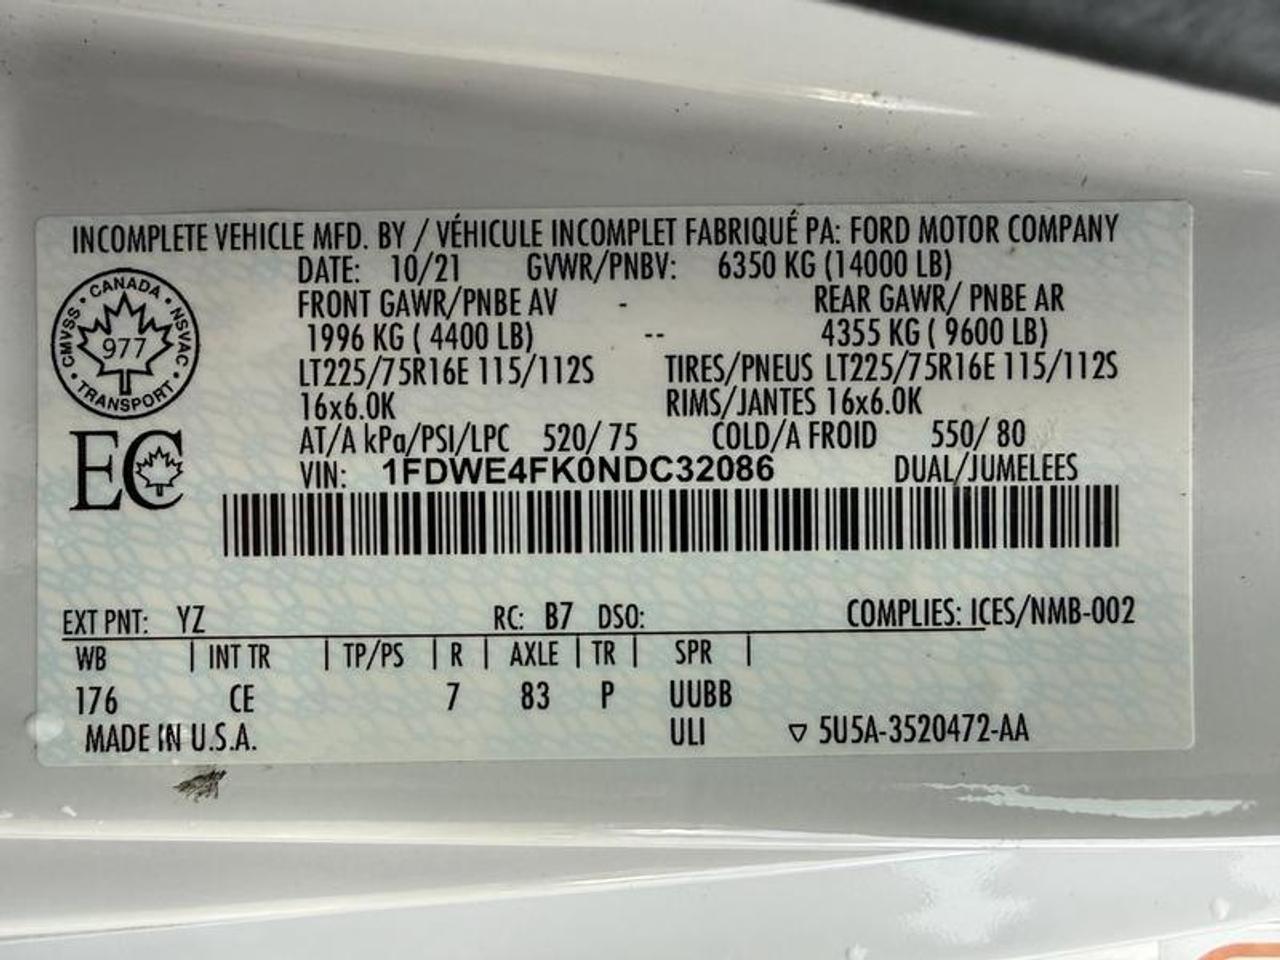 INCOMPLETE VEHICLE MFD. BY / VÉHICULE INCOMPLET FABRIQUÉ PA: FORD MOTOR COMPANY
DATE: 10/21 GVWR/PNBV: 6350 KG (14000 LB)
FRONT GAWR/PNBE AV - REAR GAWR/ PNBE AR
1996 KG ( 4400 LB) -- 4355 KG ( 9600 LB)
LT225/75R16E 115/112S TIRES/PNEUS LT225/75R16E 115/112S
16x6.0K RIMS/JANTES 16x6.0K
AT/A kPa/PSI/LPC 520/ 75 COLD/A FROID 550/ 80
VIN: 1FDWE4FK0NDC32086 DUAL/JUMELEES
CANADA · NSVAC · TRANSPORT · CMVSS ·
977
EC
EXT PNT: YZ RC: B7 DSO: COMPLIES: ICES/NMB-002
WB | INT TR | TP/PS | R | AXLE | TR | SPR |
176 CE 7 83 P UUBB
MADE IN U.S.A. ULI ▽ 5U5A-3520472-AA